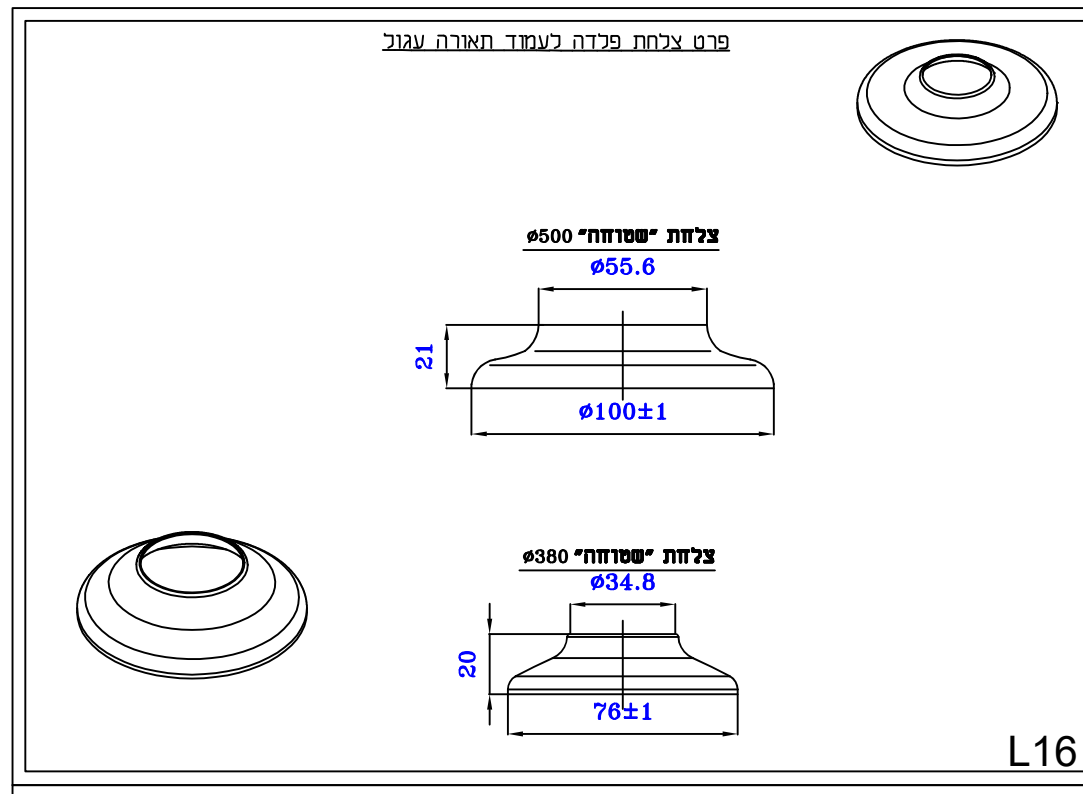 פרט צלחת פלדה לעמוד תאורה עגול
צלחת "שטוחה" ø500
ø55.6
21
ø100±1
צלחת "שטוחה" ø380
ø34.8
20
76±1
L16